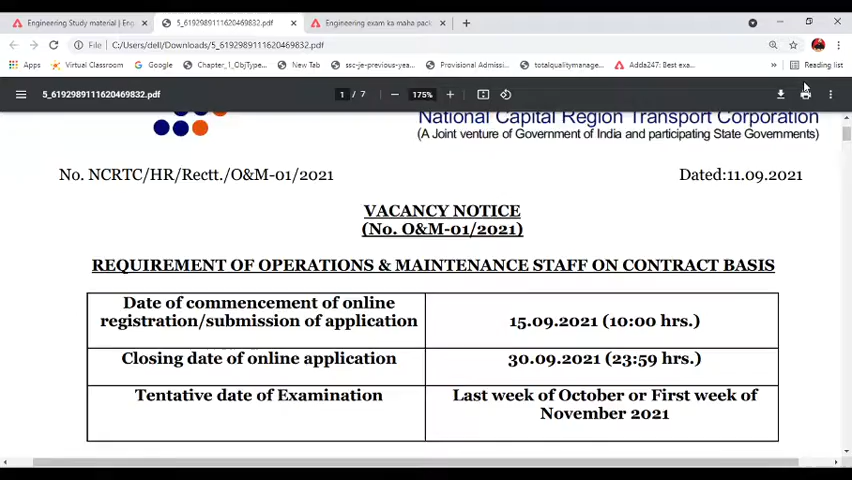 Engineering Study material | Eng
5_6192989111620469832.pdf
Engineering exam ka maha pack
File | C:/Users/dell/Downloads/5_6192989111620469832.pdf
Apps
Virtual Classroom
Google
Chapter_1_ObjType...
New Tab
ssc-je-previous-year...
Provisional Admissi...
totalqualitymanage...
Adda247: Best exa...
»
Reading list
5_6192989111620469832.pdf
1 / 7
175%
National Capital Region Transport Corporation
(A Joint venture of Government of India and participating State Governments)
No. NCRTC/HR/Rectt./O&M-01/2021
Dated:11.09.2021
VACANCY NOTICE
(No. O&M-01/2021)
REQUIREMENT OF OPERATIONS & MAINTENANCE STAFF ON CONTRACT BASIS
Date of commencement of online
registration/submission of application
15.09.2021 (10:00 hrs.)
Closing date of online application
30.09.2021 (23:59 hrs.)
Tentative date of Examination
Last week of October or First week of
November 2021